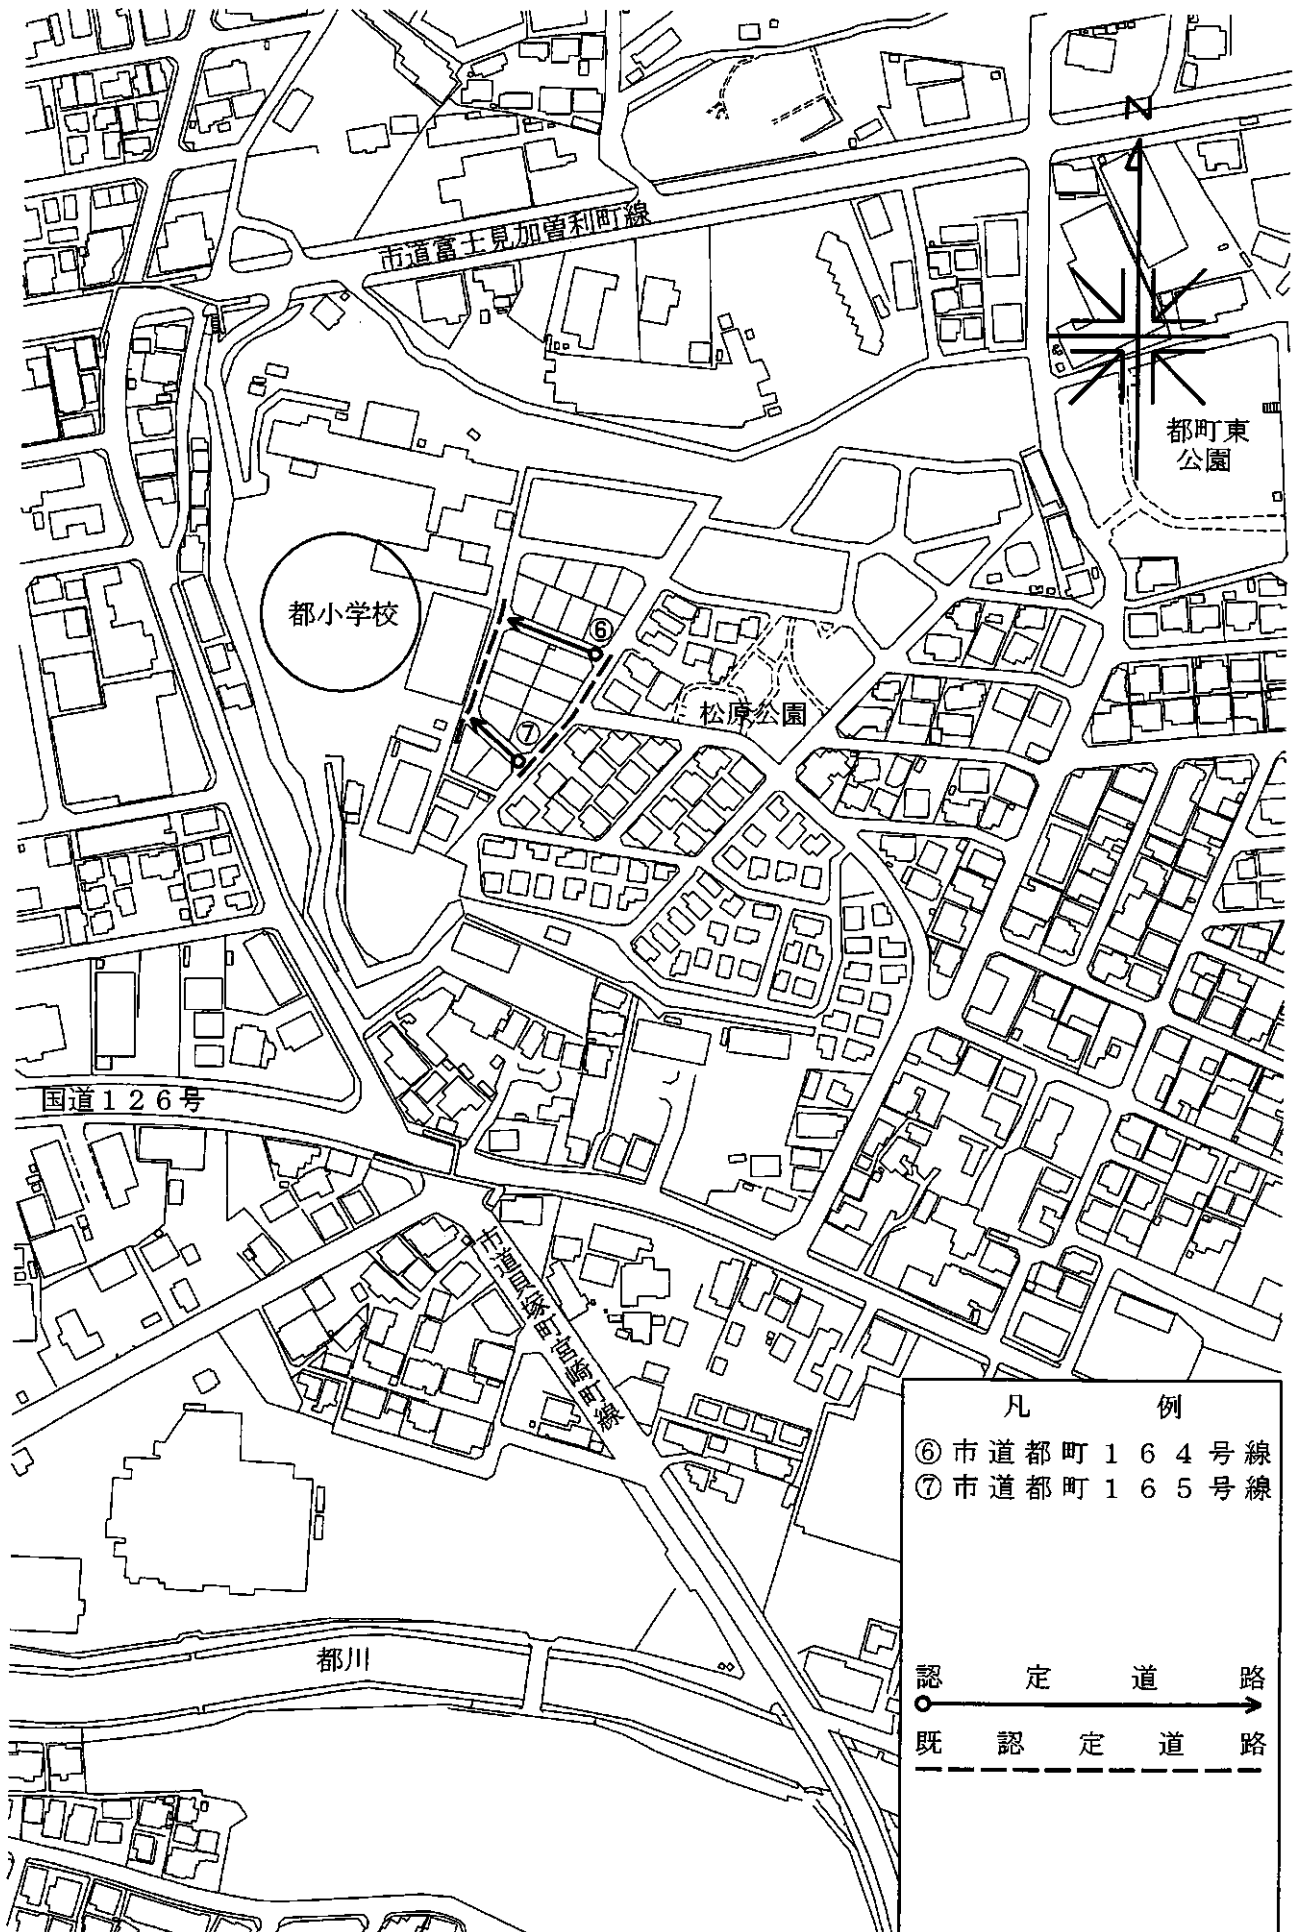 N
市道富士見加曽利町線
都町東
公園
都小学校
⑥
⑦
松原公園
国道126号
市道貝塚町宮崎町線
都川
凡例
⑥市道都町164号線
⑦市道都町165号線
認定道路
既認定道路